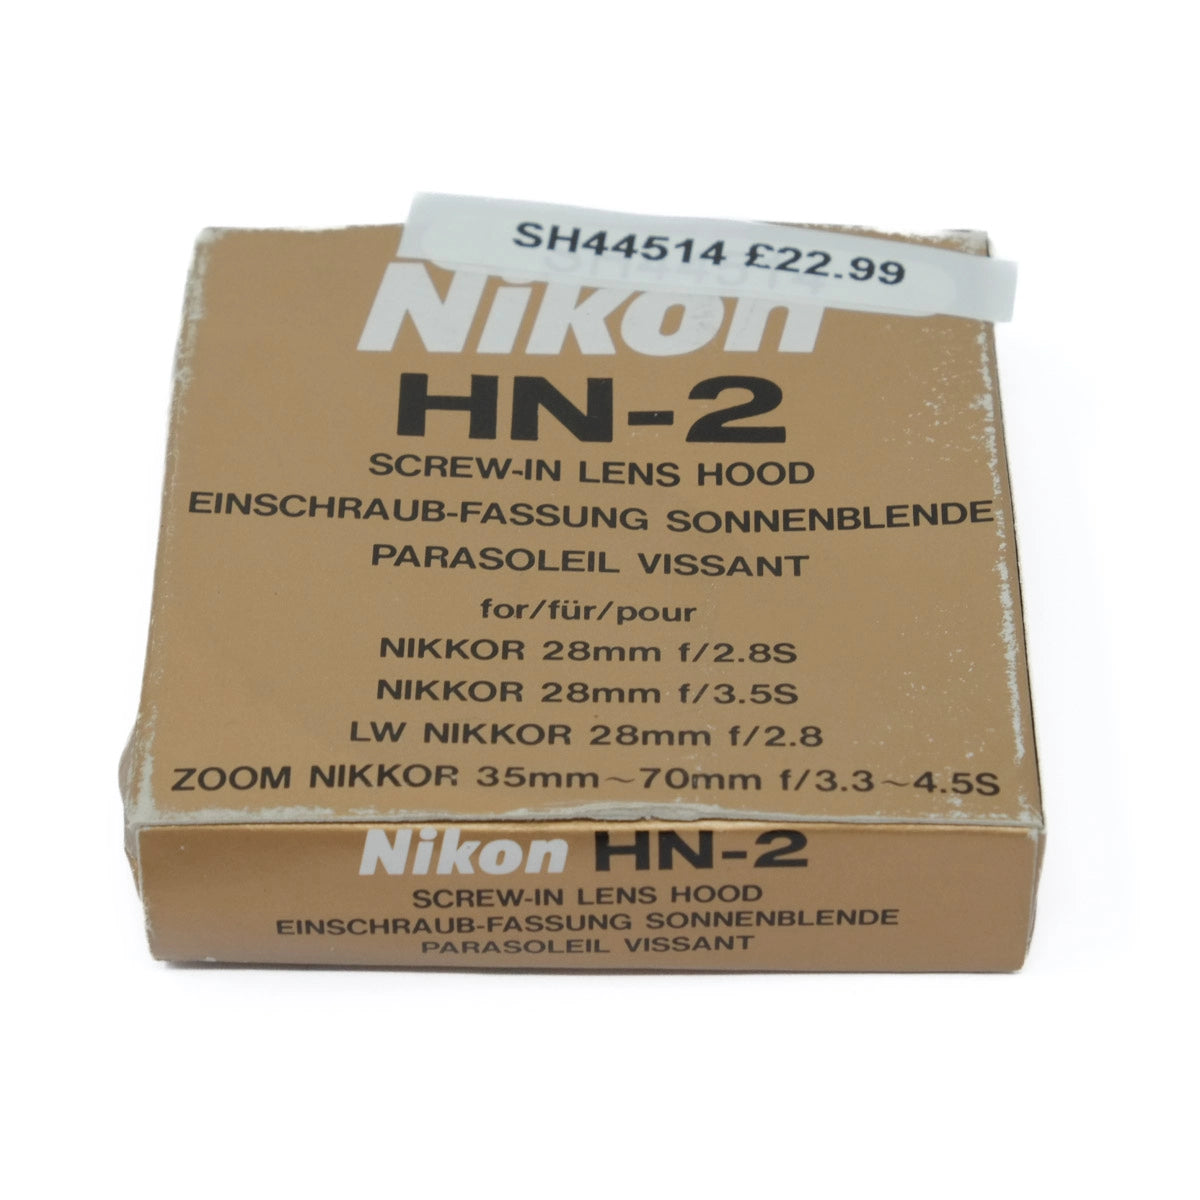 SH44514 £22.99
Nikon
HN-2
SCREW-IN LENS HOOD
EINSCHRAUB-FASSUNG SONNENBLENDE
PARASOLEIL VISSANT
for/für/pour
NIKKOR 28mm f/2.8S
NIKKOR 28mm f/3.5S
LW NIKKOR 28mm f/2.8
ZOOM NIKKOR 35mm~70mm f/3.3~4.5S
Nikon HN-2
SCREW-IN LENS HOOD
EINSCHRAUB-FASSUNG SONNENBLENDE
PARASOLEIL VISSANT